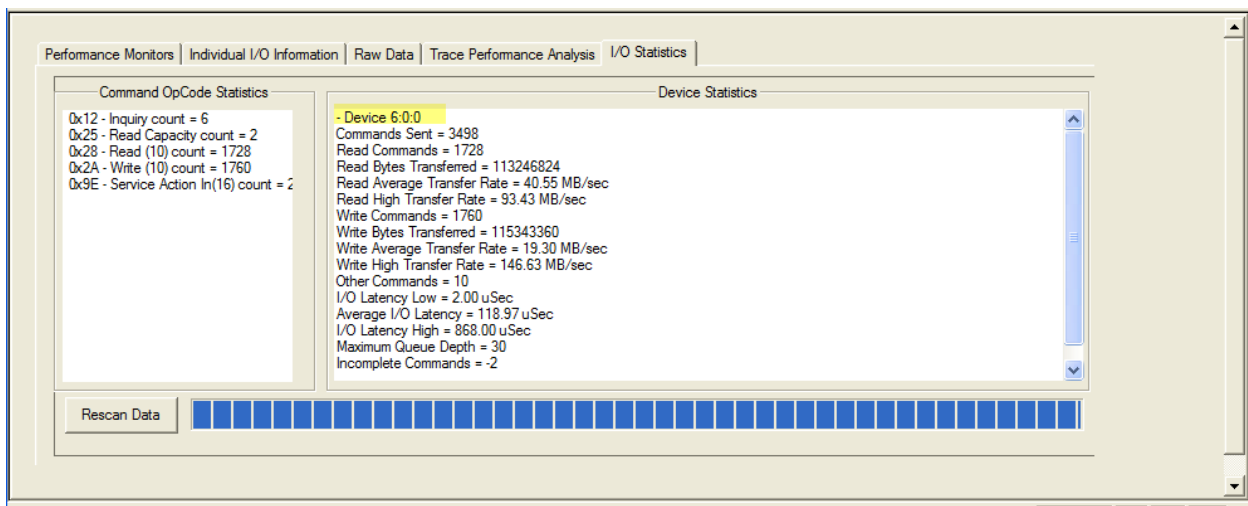 Performance Monitors Individual I/O Information Raw Data Trace Performance Analysis I/O Statistics
Command OpCode Statistics
0x12 - Inquiry count = 6
0x25 - Read Capacity count = 2
0x28 - Read (10) count = 1728
0x2A - Write (10) count = 1760
0x9E - Service Action In(16) count = 2
Device Statistics
- Device 6:0:0
Commands Sent = 3498
Read Commands = 1728
Read Bytes Transferred = 113246824
Read Average Transfer Rate = 40.55 MB/sec
Read High Transfer Rate = 93.43 MB/sec
Write Commands = 1760
Write Bytes Transferred = 115343360
Write Average Transfer Rate = 19.30 MB/sec
Write High Transfer Rate = 146.63 MB/sec
Other Commands = 10
I/O Latency Low = 2.00 uSec
Average I/O Latency = 118.97 uSec
I/O Latency High = 868.00 uSec
Maximum Queue Depth = 30
Incomplete Commands = -2
Rescan Data